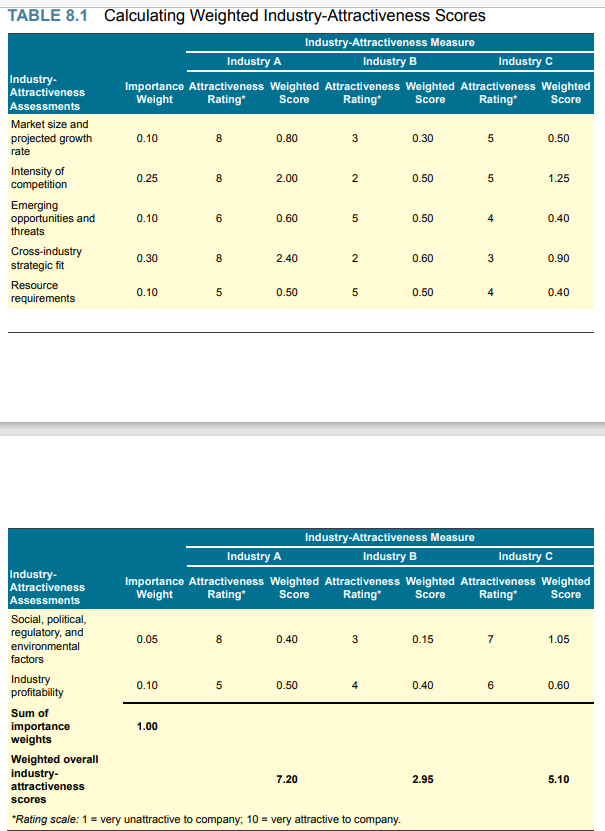 TABLE 8.1 Calculating Weighted Industry-Attractiveness Scores
Industry-Attractiveness Measure
Industry A Industry B Industry C
Industry-
Attractiveness
Assessments
Importance Attractiveness Weighted Attractiveness Weighted Attractiveness Weighted
Weight Rating* Score Rating* Score Rating* Score
Market size and
projected growth
rate
0.10 8 0.80 3 0.30 5 0.50
Intensity of
competition
0.25 8 2.00 2 0.50 5 1.25
Emerging
opportunities and
threats
0.10 6 0.60 5 0.50 4 0.40
Cross-industry
strategic fit
0.30 8 2.40 2 0.60 3 0.90
Resource
requirements
0.10 5 0.50 5 0.50 4 0.40
Industry-Attractiveness Measure
Industry A Industry B Industry C
Industry-
Attractiveness
Assessments
Importance Attractiveness Weighted Attractiveness Weighted Attractiveness Weighted
Weight Rating* Score Rating* Score Rating* Score
Social, political,
regulatory, and
environmental
factors
0.05 8 0.40 3 0.15 7 1.05
Industry
profitability
0.10 5 0.50 4 0.40 6 0.60
Sum of
importance
weights
1.00
Weighted overall
industry-
attractiveness
scores
7.20 2.95 5.10
*Rating scale: 1 = very unattractive to company; 10 = very attractive to company.